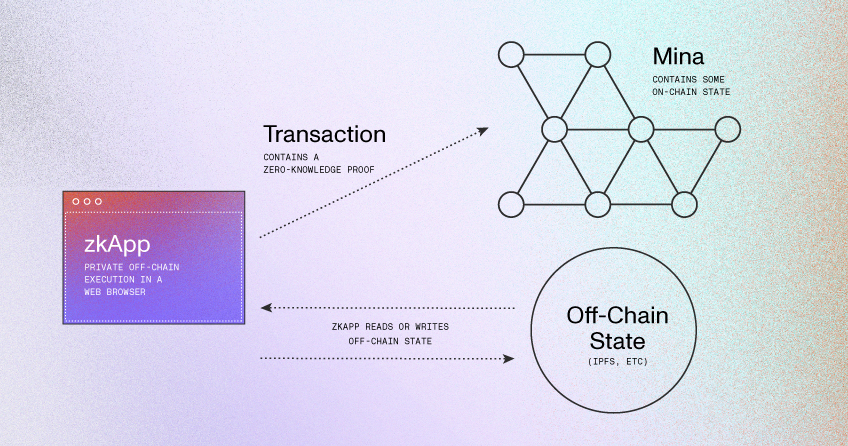 Mina
CONTAINS SOME
ON-CHAIN STATE
Transaction
CONTAINS A
ZERO-KNOWLEDGE PROOF
zkApp
PRIVATE OFF-CHAIN
EXECUTION IN A
WEB BROWSER
ZKAPP READS OR WRITES
OFF-CHAIN STATE
Off-Chain
State
(IPFS, ETC)